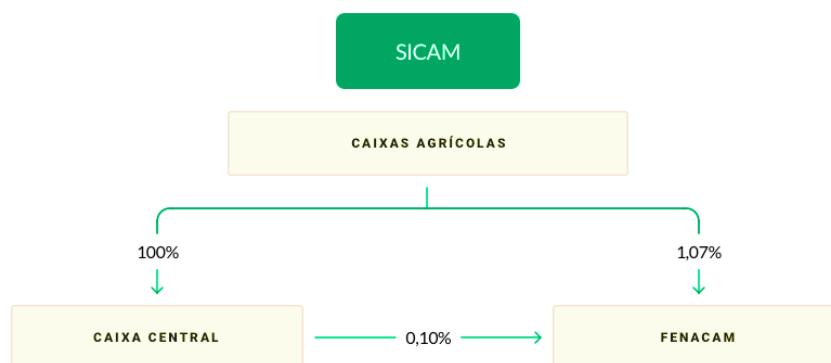 SICAM
CAIXAS AGRÍCOLAS
100%
1,07%
CAIXA CENTRAL
0,10%
FENACAM